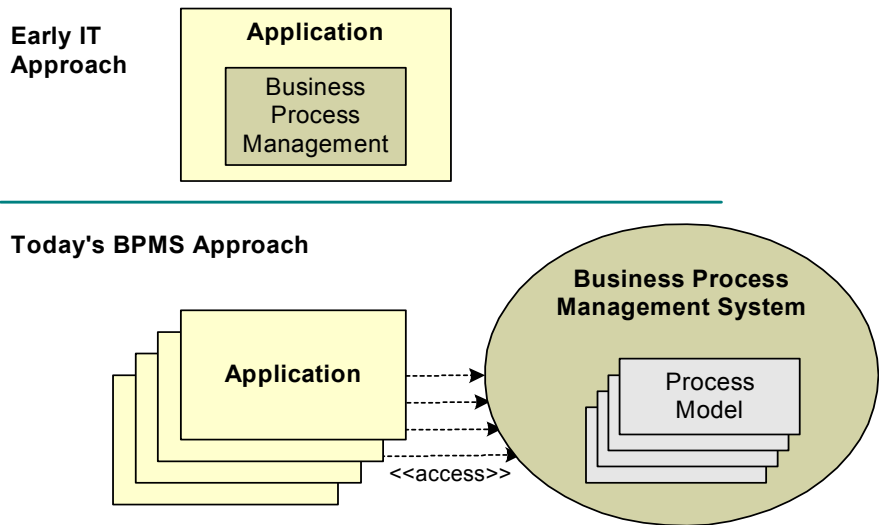 Early IT
Approach
Application
Business
Process
Management
Today's BPMS Approach
Application
<<access>>
Business Process
Management System
Process
Model